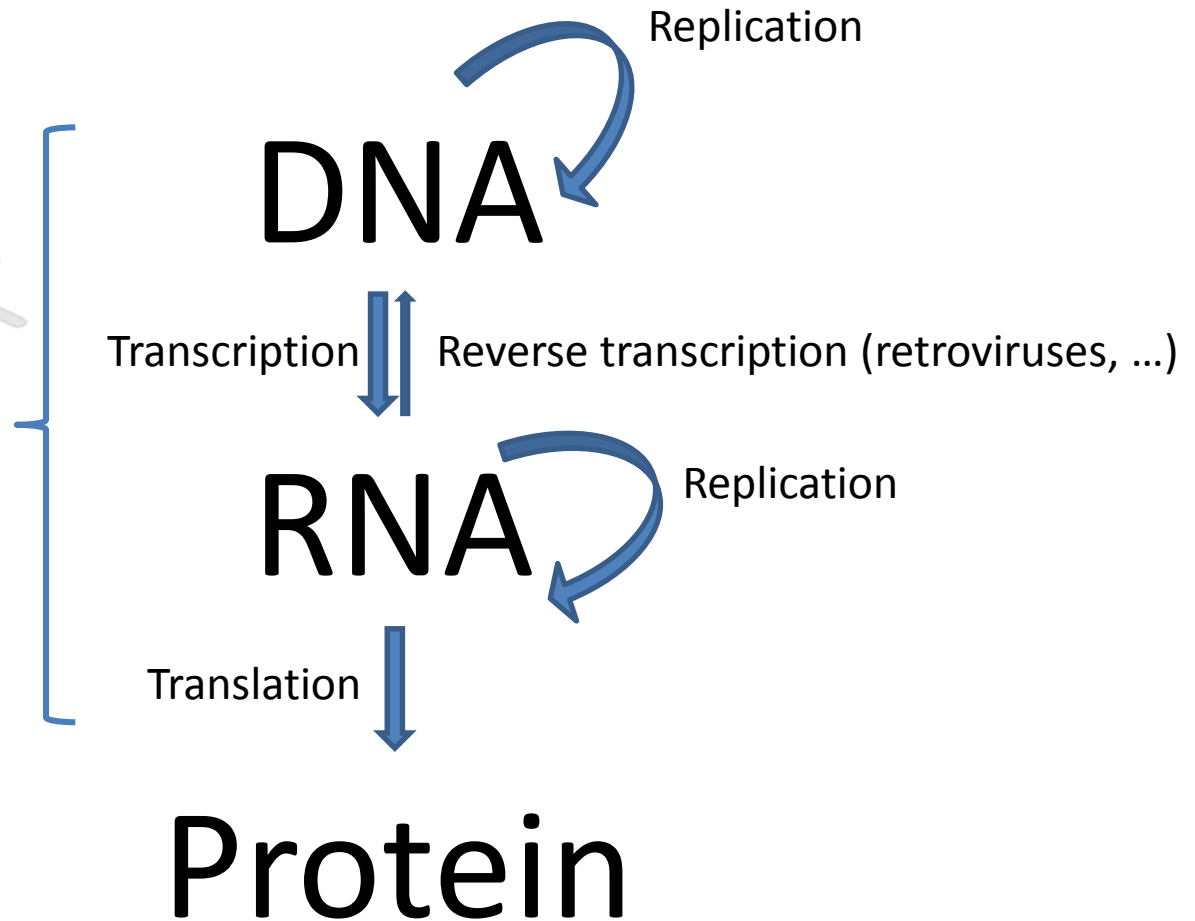 Replication
DNA
Transcription
Reverse transcription (retroviruses, ...)
RNA
Replication
Translation
Protein